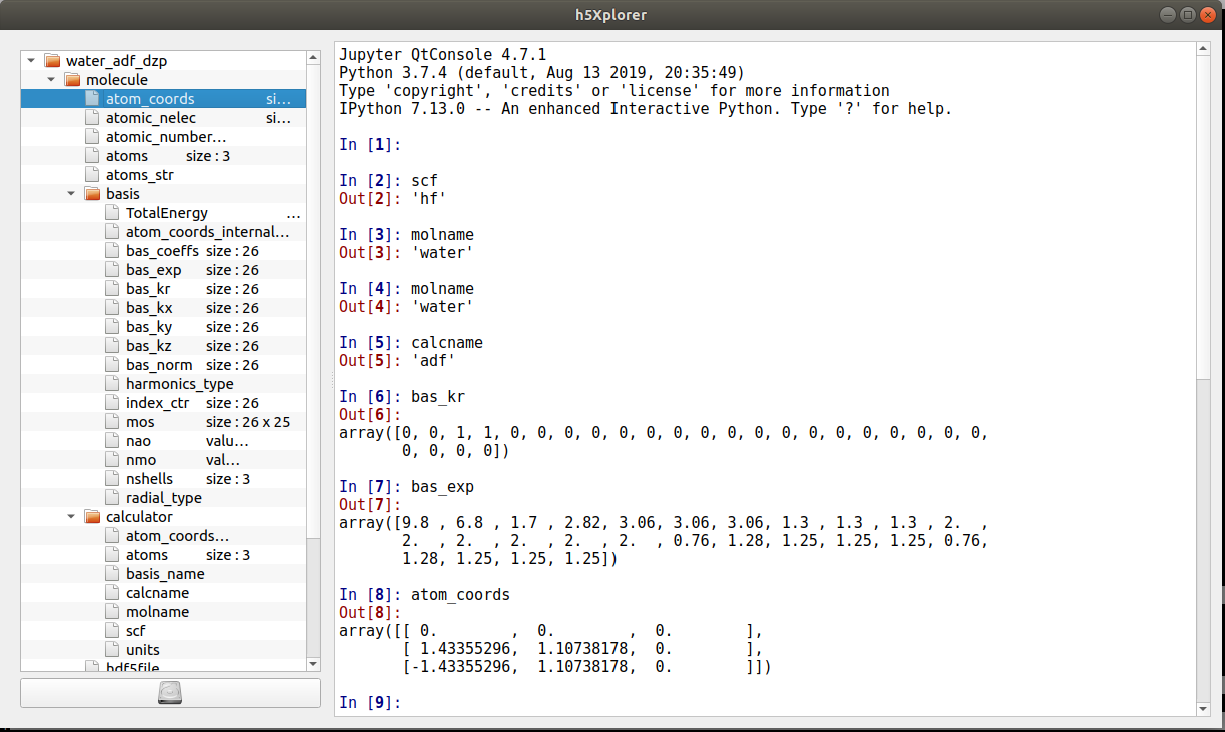 h5Xplorer
water_adf_dzp
molecule
atom_coords si...
atomic_nelec si...
atomic_number...
atoms size : 3
atoms_str
basis
TotalEnergy ...
atom_coords_internal...
bas_coeffs size : 26
bas_exp size : 26
bas_kr size : 26
bas_kx size : 26
bas_ky size : 26
bas_kz size : 26
bas_norm size : 26
harmonics_type
index_ctr size : 26
mos size : 26 x 25
nao valu...
nmo val...
nshells size : 3
radial_type
calculator
atom_coords...
atoms size : 3
basis_name
calcname
molname
scf
units
hdf5file
Jupyter QtConsole 4.7.1
Python 3.7.4 (default, Aug 13 2019, 20:35:49)
Type 'copyright', 'credits' or 'license' for more information
IPython 7.13.0 -- An enhanced Interactive Python. Type '?' for help.
In [1]:
In [2]: scf
Out[2]: 'hf'
In [3]: molname
Out[3]: 'water'
In [4]: molname
Out[4]: 'water'
In [5]: calcname
Out[5]: 'adf'
In [6]: bas_kr
Out[6]:
array([0, 0, 1, 1, 0, 0, 0, 0, 0, 0, 0, 0, 0, 0, 0, 0, 0, 0, 0, 0, 0, 0,
0, 0, 0, 0])
In [7]: bas_exp
Out[7]:
array([9.8 , 6.8 , 1.7 , 2.82, 3.06, 3.06, 3.06, 1.3 , 1.3 , 1.3 , 2.  ,
2.  , 2.  , 2.  , 2.  , 2.  , 0.76, 1.28, 1.25, 1.25, 1.25, 0.76,
1.28, 1.25, 1.25, 1.25])
In [8]: atom_coords
Out[8]:
array([[ 0.        ,  0.        ,  0.        ],
[ 1.43355296,  1.10738178,  0.        ],
[-1.43355296,  1.10738178,  0.        ]])
In [9]: